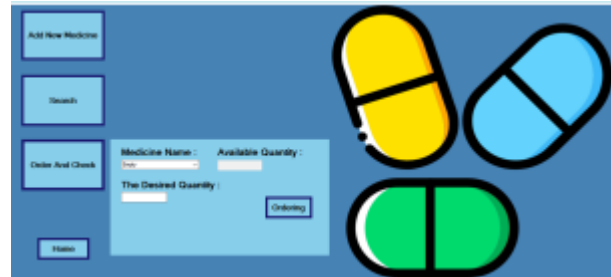 Add New Medicine
Search
Order And Check
Medicine Name : Available Quantity :
The Desired Quantity :
Ordering
Home